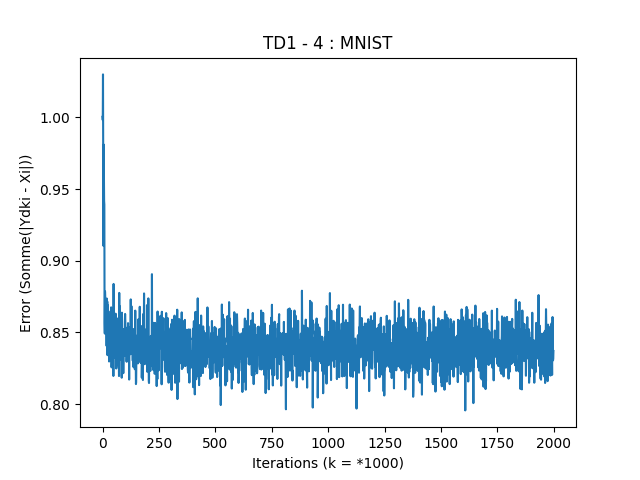 TD1 - 4 : MNIST
1.00
0.95
0.90
0.85
0.80
Error (Somme(|Ydki - Xi|))
0 250 500 750 1000 1250 1500 1750 2000
Iterations (k = *1000)